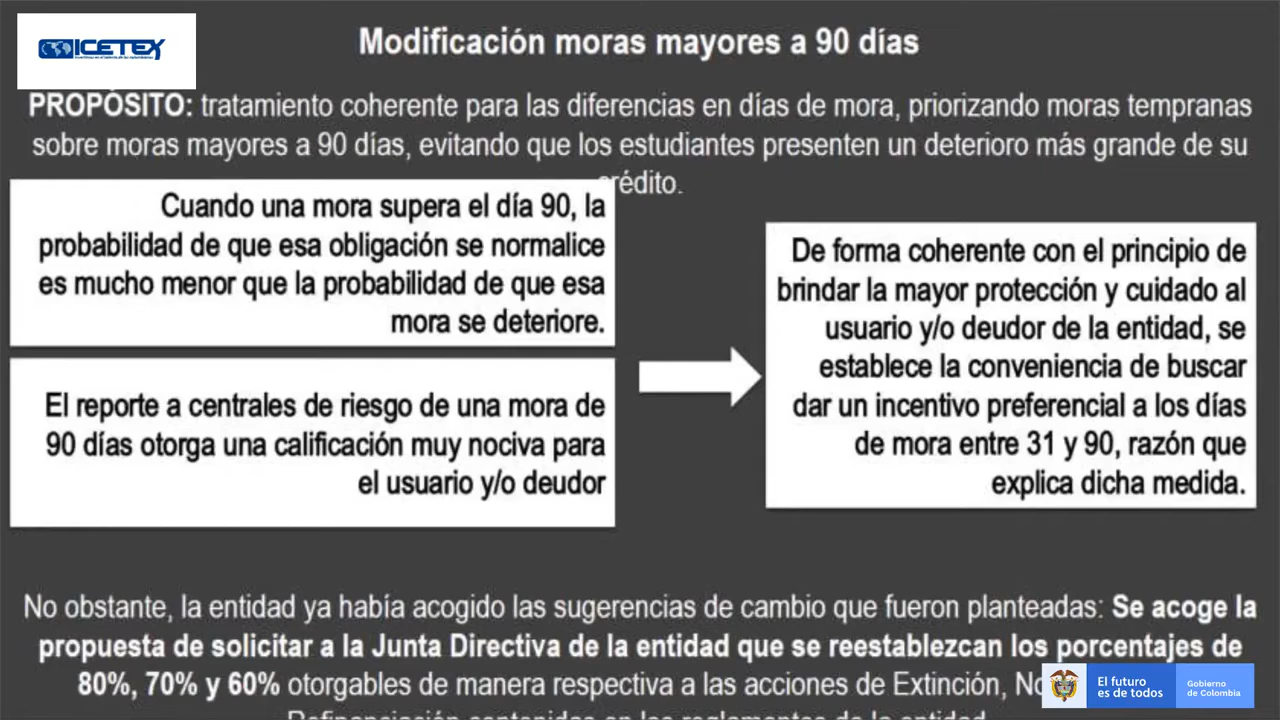 ICETEX
Modificación moras mayores a 90 días
PROPÓSITO: tratamiento coherente para las diferencias en días de mora, priorizando moras tempranas
sobre moras mayores a 90 días, evitando que los estudiantes presenten un deterioro más grande de su
crédito.
Cuando una mora supera el día 90, la
probabilidad de que esa obligación se normalice
es mucho menor que la probabilidad de que esa
mora se deteriore.
El reporte a centrales de riesgo de una mora de
90 días otorga una calificación muy nociva para
el usuario y/o deudor
De forma coherente con el principio de
brindar la mayor protección y cuidado al
usuario y/o deudor de la entidad, se
establece la conveniencia de buscar
dar un incentivo preferencial a los días
de mora entre 31 y 90, razón que
explica dicha medida.
No obstante, la entidad ya había acogido las sugerencias de cambio que fueron planteadas: Se acoge la
propuesta de solicitar a la Junta Directiva de la entidad que se reestablezcan los porcentajes de
80%, 70% y 60% otorgables de manera respectiva a las acciones de Extinción,
Refinanciación contenidas en los reglamentos de la entidad
El futuro
es de todos
Gobierno
de Colombia